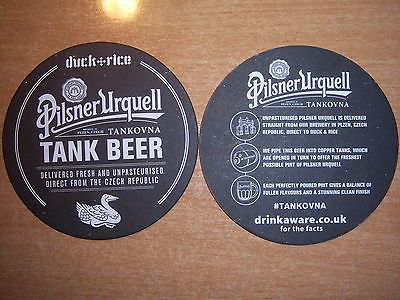 duck+rice
Pilsner Urquell
TANKOVNA
TANK BEER
DELIVERED FRESH AND UNPASTEURISED
DIRECT FROM THE CZECH REPUBLIC
Pilsner Urquell
TANKOVNA
UNPASTEURISED PILSNER URQUELL IS DELIVERED
STRAIGHT FROM OUR BREWERY IN PLZEŇ, CZECH
REPUBLIC, DIRECT TO DUCK & RICE
WE PIPE THIS BEER INTO COPPER TANKS, WHICH
ARE OPENED IN TURN TO OFFER THE FRESHEST
POSSIBLE PINT OF PILSNER URQUELL
EACH PERFECTLY POURED PINT GIVES A BALANCE OF
FULLER FLAVOURS AND A STUNNING CLEAN FINISH
#TANKOVNA
drinkaware.co.uk
for the facts